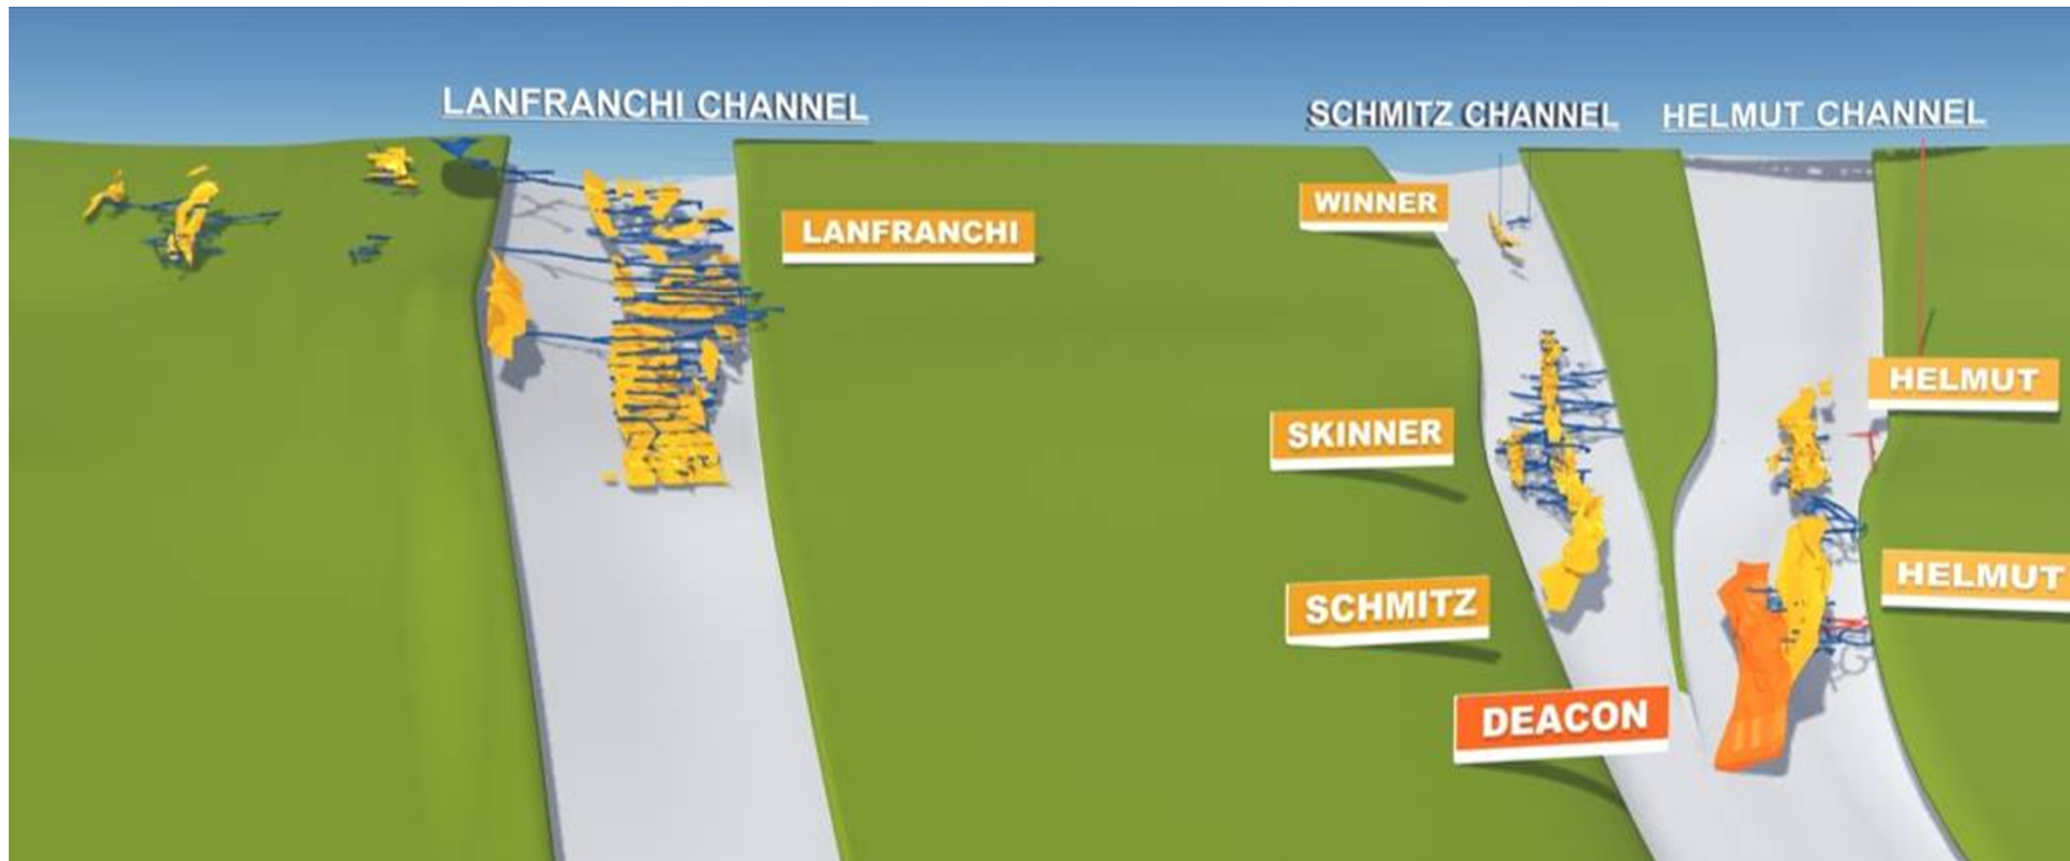 LANFRANCHI CHANNEL
SCHMITZ CHANNEL
HELMUT CHANNEL
WINNER
LANFRANCHI
HELMUT
SKINNER
HELMUT
SCHMITZ
DEACON